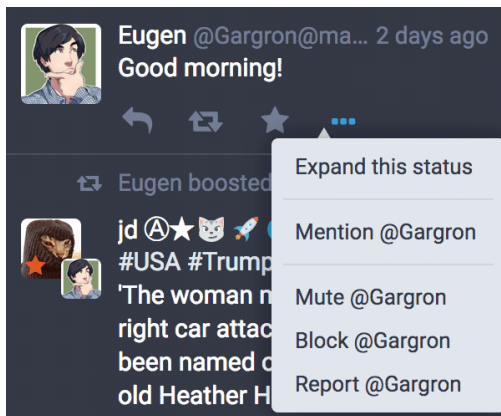 Eugen @Gargron@ma... 2 days ago
Good morning!
Expand this status
Mention @Gargron
Mute @Gargron
Block @Gargron
Report @Gargron
Eugen boosted
jd Ⓐ★😼 🚀
#USA #Trump
'The woman
right car attac
been named
old Heather H